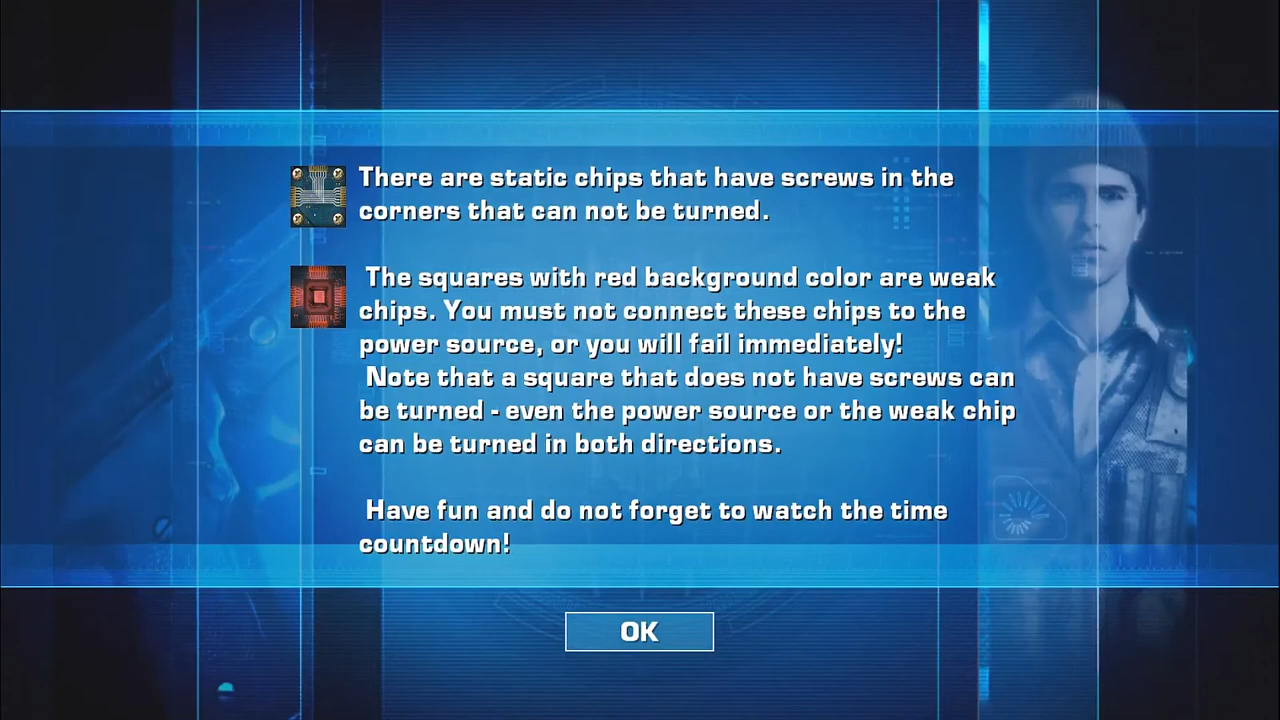 There are static chips that have screws in the
corners that can not be turned.
The squares with red background color are weak
chips. You must not connect these chips to the
power source, or you will fail immediately!
Note that a square that does not have screws can
be turned - even the power source or the weak chip
can be turned in both directions.
Have fun and do not forget to watch the time
countdown!
OK